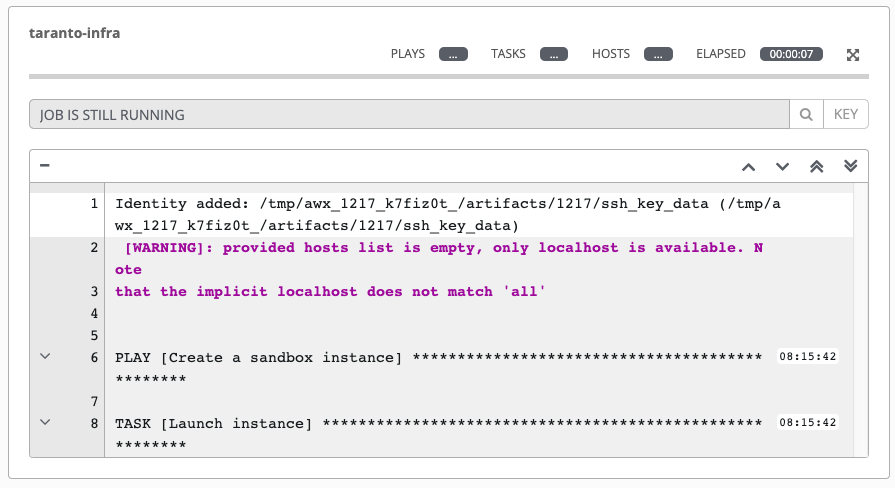 taranto-infra
PLAYS ... TASKS ... HOSTS ... ELAPSED 00:00:07
JOB IS STILL RUNNING KEY
1 Identity added: /tmp/awx_1217_k7fiz0t_/artifacts/1217/ssh_key_data (/tmp/a
wx_1217_k7fiz0t_/artifacts/1217/ssh_key_data)
2 [WARNING]: provided hosts list is empty, only localhost is available. N
ote
3 that the implicit localhost does not match 'all'
4
5
6 PLAY [Create a sandbox instance] *************************************** 08:15:42
********
7
8 TASK [Launch instance] ************************************************* 08:15:42
********